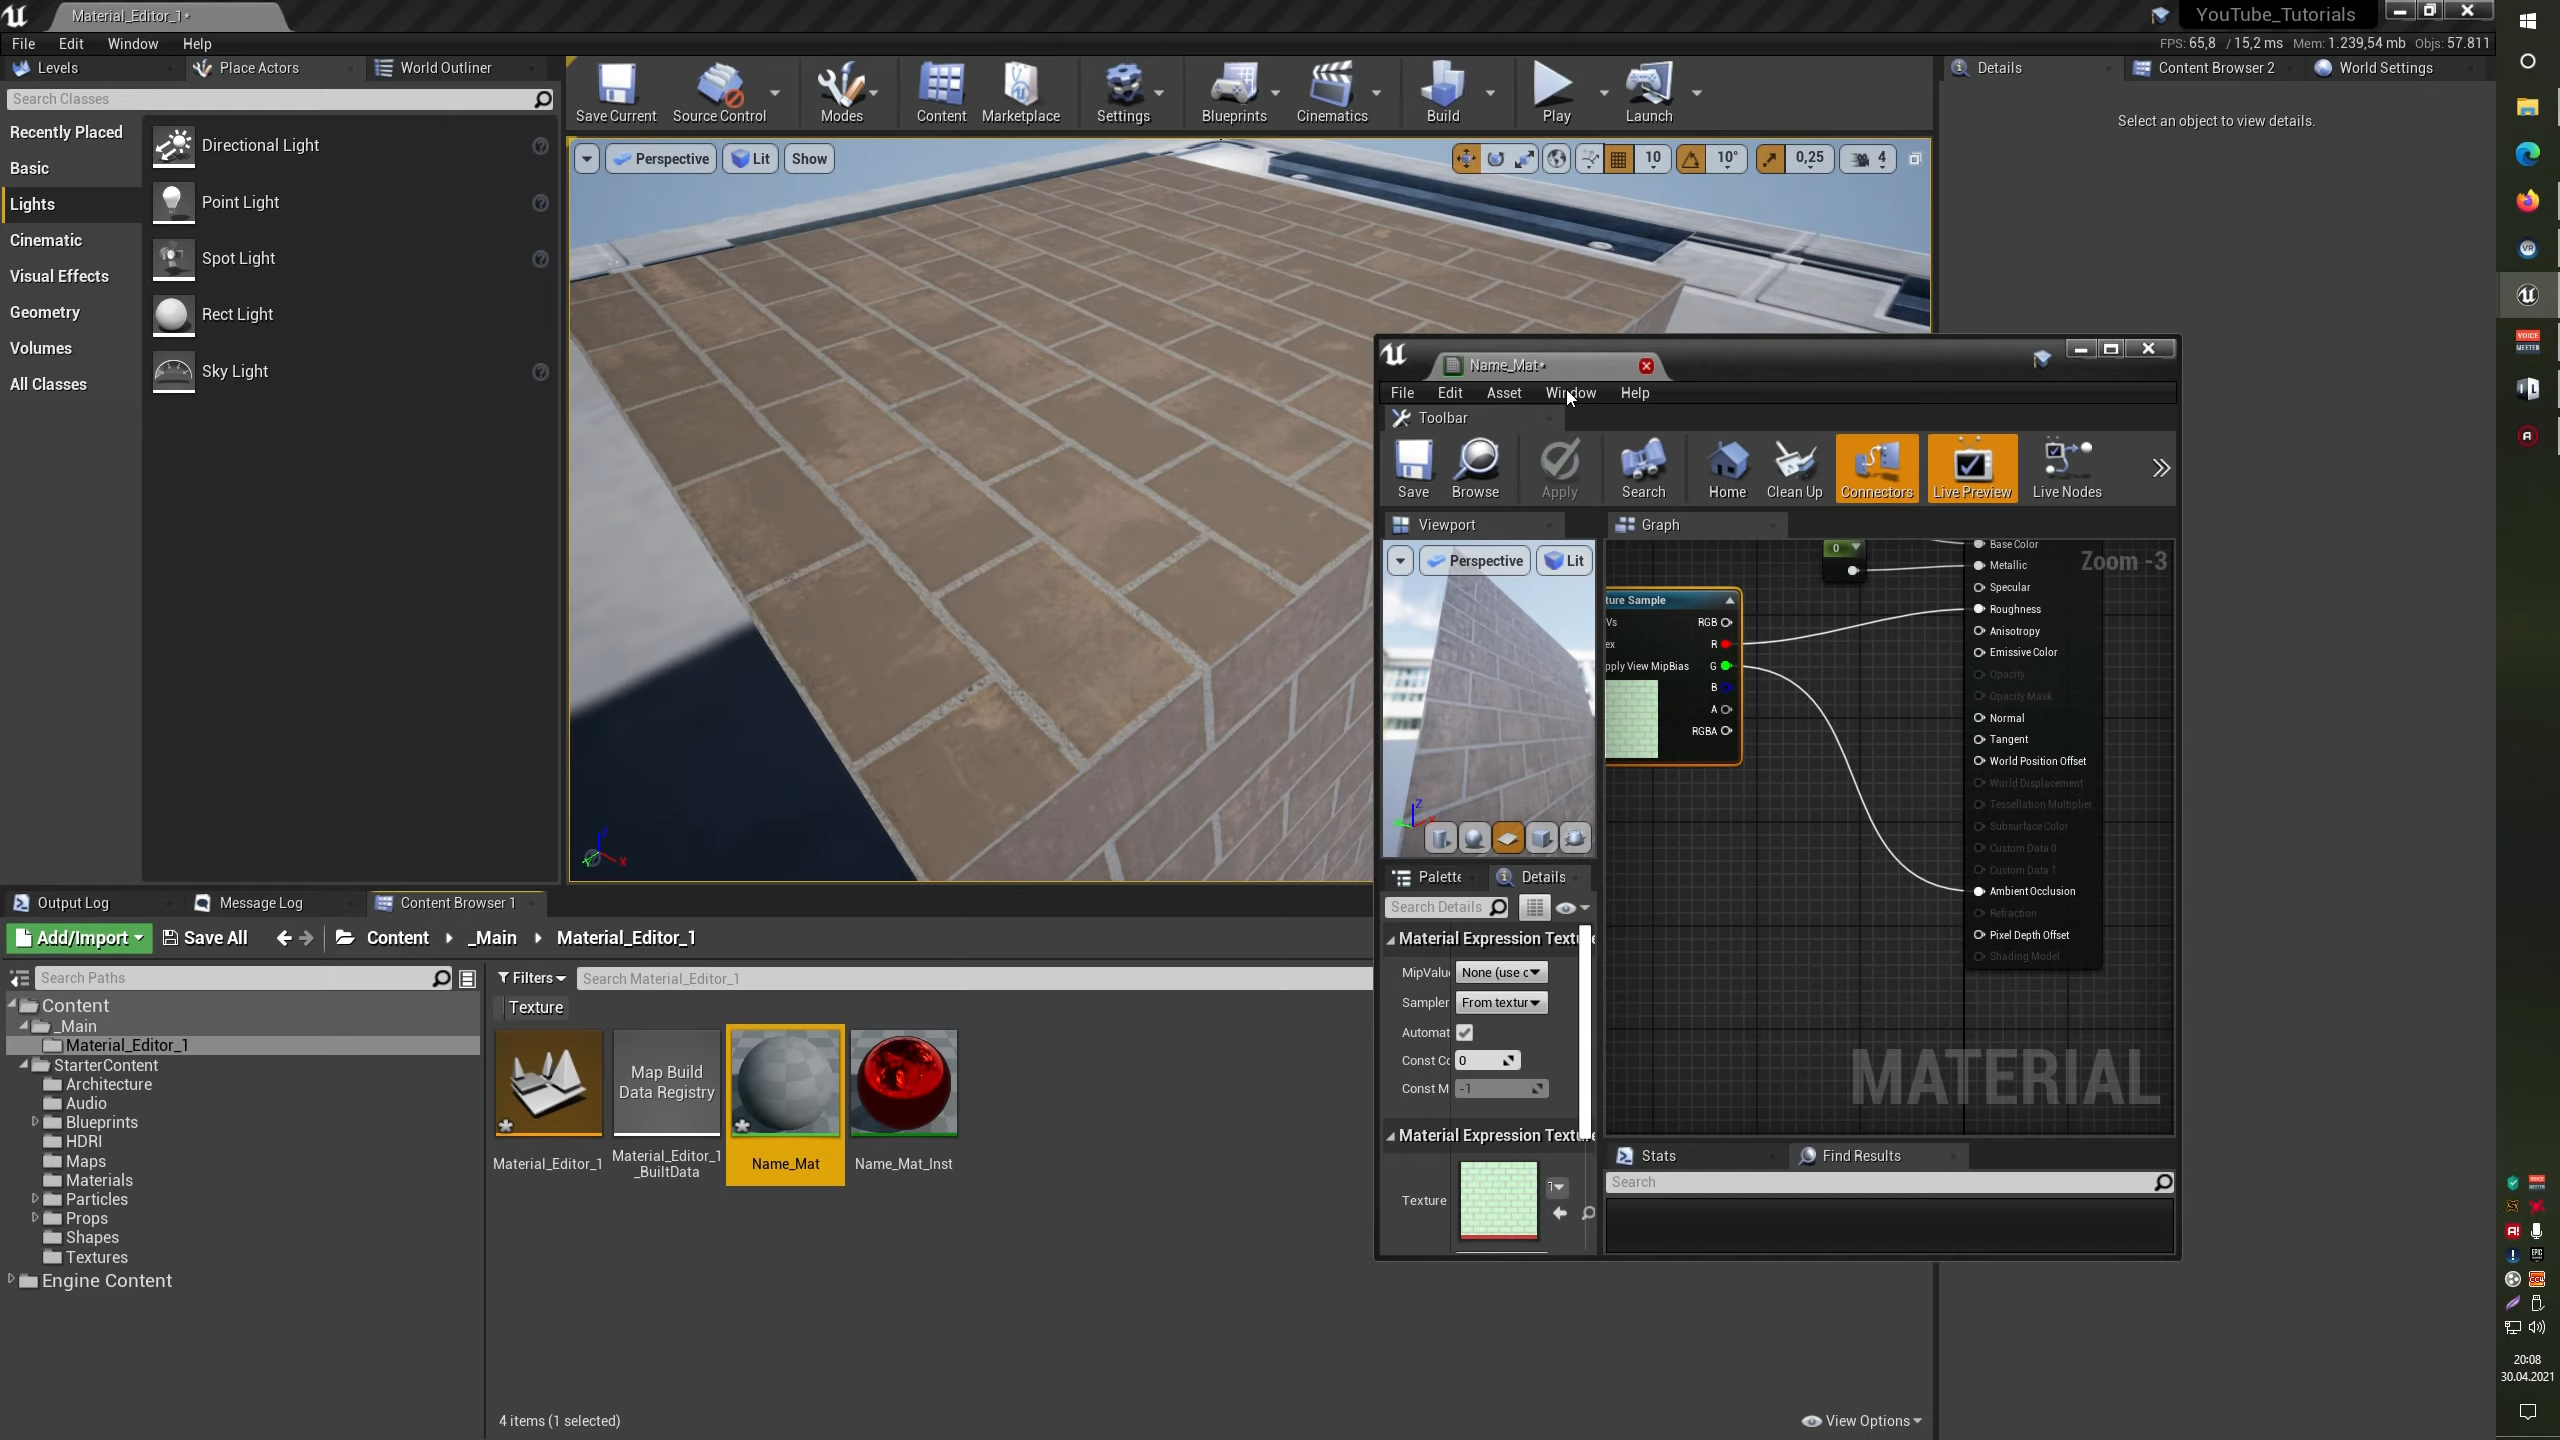 Material_Editor_1*
YouTube_Tutorials
File Edit Window Help
FPS: 65,8 / 15,2 ms Mem: 1.239,54 mb Objs: 57.811
Levels Place Actors World Outliner
Details Content Browser 2 World Settings
Search Classes
Select an object to view details.
Recently Placed
Basic
Lights
Cinematic
Visual Effects
Geometry
Volumes
All Classes
Directional Light
Point Light
Spot Light
Rect Light
Sky Light
Save Current Source Control Modes Content Marketplace Settings Blueprints Cinematics Build Play Launch
Perspective Lit Show
10 10° 0,25 4
Name_Mat*
File Edit Asset Window Help
Toolbar
Save Browse Apply Search Home Clean Up Connectors Live Preview Live Nodes
Viewport Graph
Perspective Lit
Zoom -3
0
ture Sample
Vs RGB
ex R
pply View MipBias G
B
A
RGBA
Base Color
Metallic
Specular
Roughness
Anisotropy
Emissive Color
Opacity
Opacity Mask
Normal
Tangent
World Position Offset
World Displacement
Tessellation Multiplier
Subsurface Color
Custom Data 0
Custom Data 1
Ambient Occlusion
Refraction
Pixel Depth Offset
Shading Model
MATERIAL
Z
Palette Details
Search Details
Material Expression Textu
MipValu None (use c
Sampler From textur
Automat
Const Co 0
Const M -1
Material Expression Textu
Texture
Stats Find Results
Search
Output Log Message Log Content Browser 1
Add/Import Save All Content _Main Material_Editor_1
Search Paths
Filters Search Material_Editor_1
Texture
Content
_Main
Material_Editor_1
StarterContent
Architecture
Audio
Blueprints
HDRI
Maps
Materials
Particles
Props
Shapes
Textures
Engine Content
Map Build
Data Registry
Material_Editor_1
Material_Editor_1
_BuiltData
Name_Mat
Name_Mat_Inst
4 items (1 selected)
View Options
VOICE
MEETER
20:08
30.04.2021